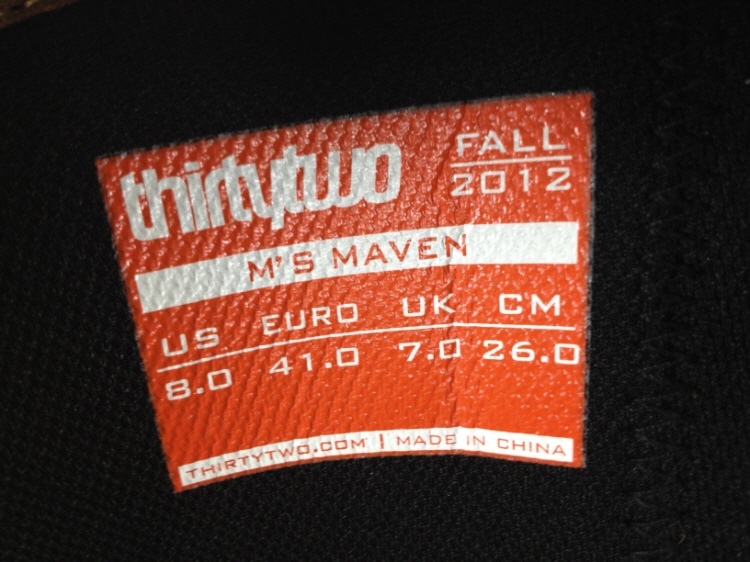 thirtytwo
FALL
2012
M'S MAVEN
US EURO UK CM
8.0 41.0 7.0 26.0
THIRTYTWO.COM | MADE IN CHINA